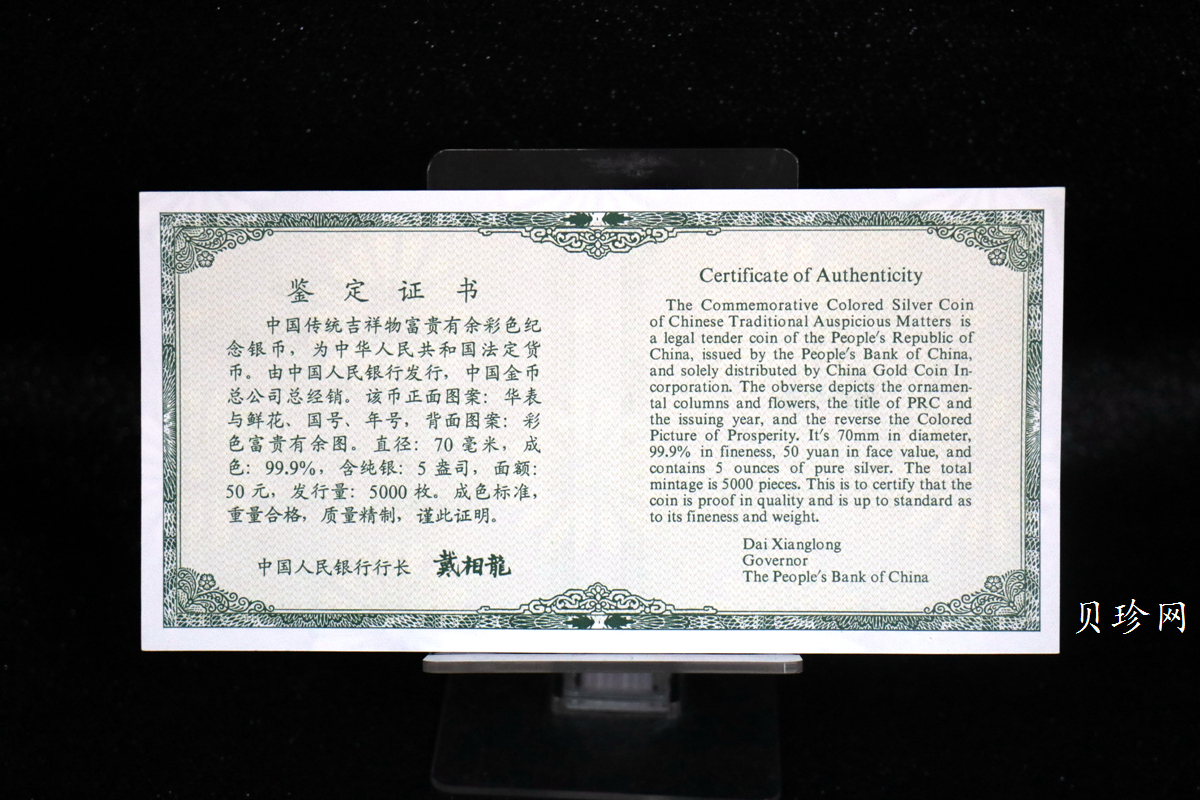 鉴定证书
中国传统吉祥物富贵有余彩色纪
念银币，为中华人民共和国法定货
币。由中国人民银行发行，中国金币
总公司总经销。该币正面图案：华表
与鲜花、国号、年号，背面图案：彩
色富贵有余图。直径：70毫米，成
色：99.9%，含纯银：5盎司，面额：
50元，发行量：5000枚。成色标准，
重量合格，质量精制，谨此证明。
中国人民银行行长 戴相龍
Certificate of Authenticity
The Commemorative Colored Silver Coin
of Chinese Traditional Auspicious Matters is
a legal tender coin of the People's Republic of
China, issued by the People's Bank of China,
and solely distributed by China Gold Coin In-
corporation. The obverse depicts the ornamen-
tal columns and flowers, the title of PRC and
the issuing year, and the reverse the Colored
Picture of Prosperity. It's 70mm in diameter,
99.9% in fineness, 50 yuan in face value, and
contains 5 ounces of pure silver. The total
mintage is 5000 pieces. This is to certify that the
coin is proof in quality and is up to standard as
to its fineness and weight.
Dai Xianglong
Governor
The People's Bank of China
贝珍网